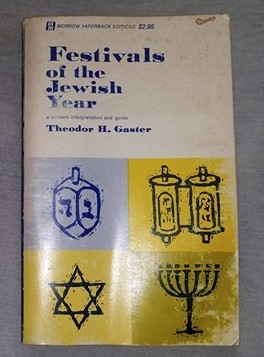 MORROW PAPERBACK EDITIONS $2.95
Festivals
of the
Jewish
Year
a modern interpretation and guide
Theodor H. Gaster